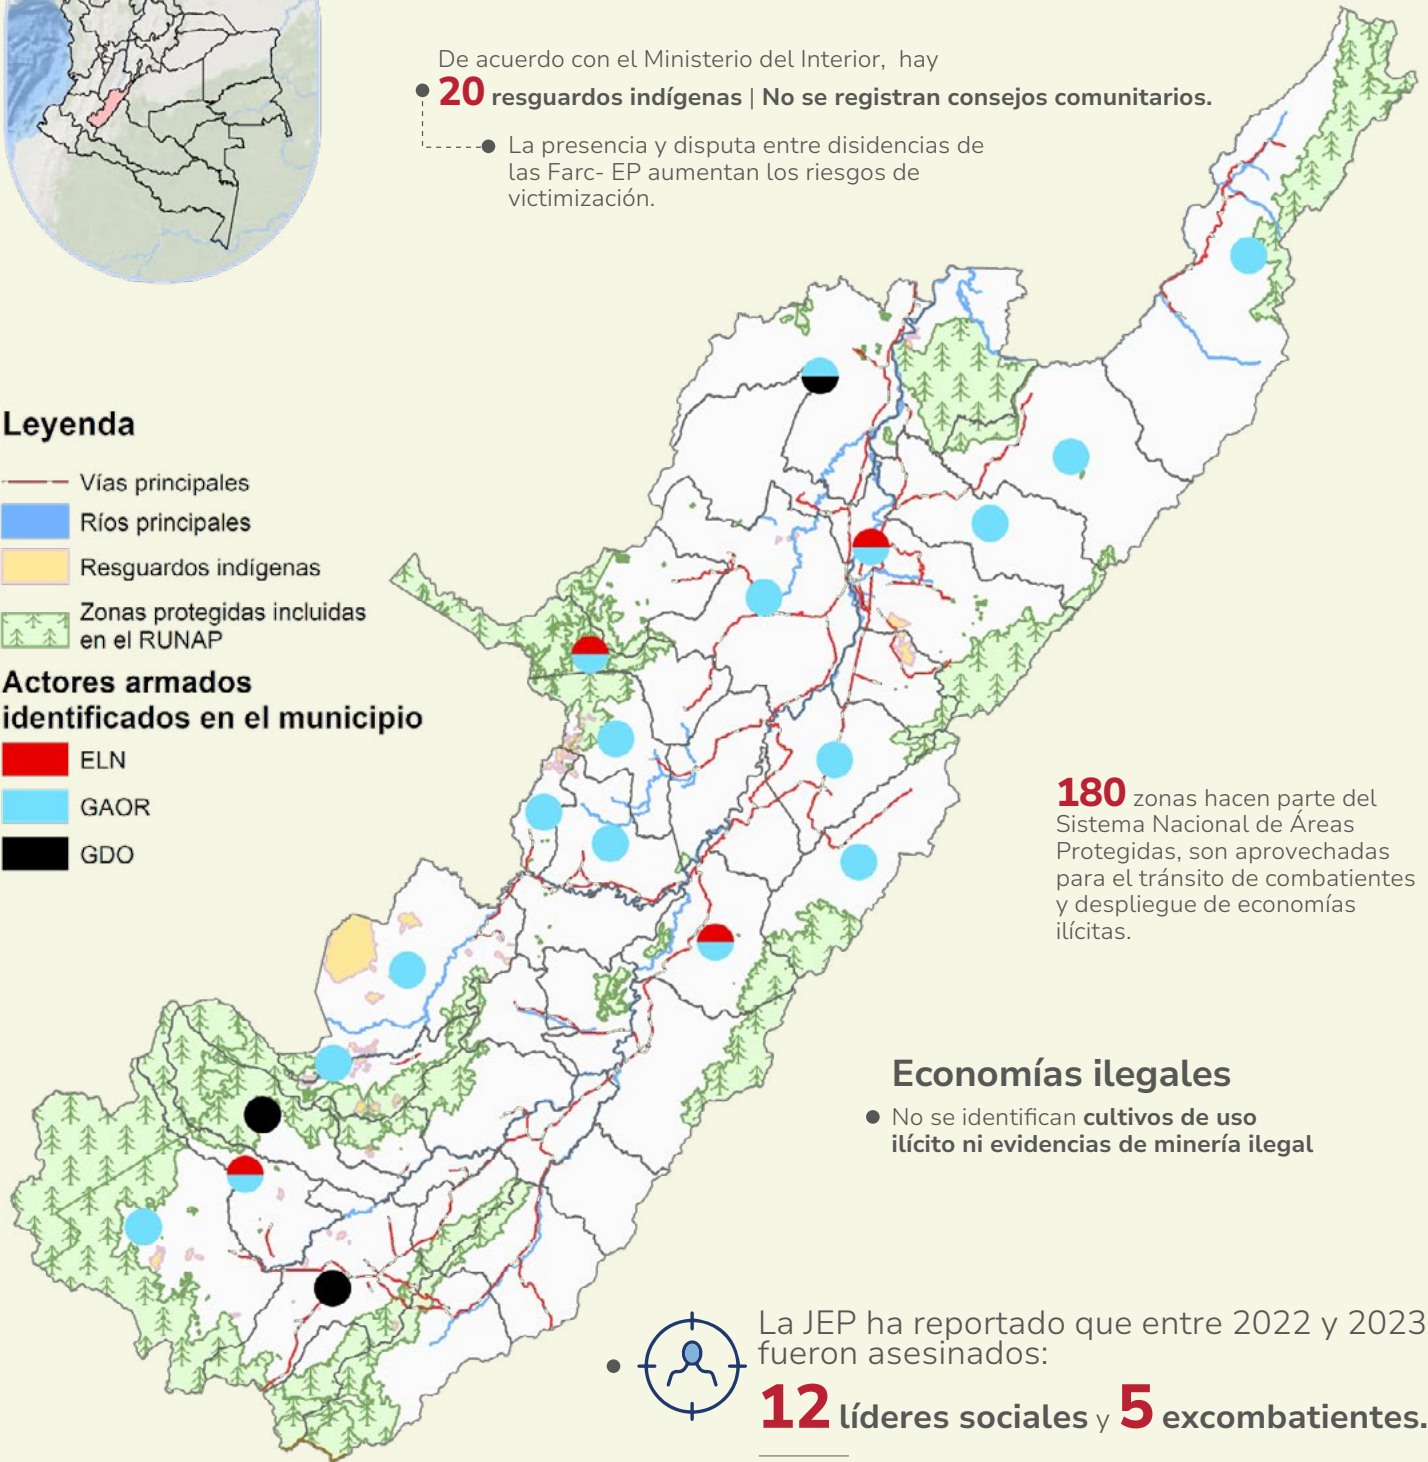 De acuerdo con el Ministerio del Interior, hay
20 resguardos indígenas | No se registran consejos comunitarios.
La presencia y disputa entre disidencias de
las Farc- EP aumentan los riesgos de
victimización.
Leyenda
Vías principales
Ríos principales
Resguardos indígenas
Zonas protegidas incluidas
en el RUNAP
Actores armados
identificados en el municipio
ELN
GAOR
GDO
180 zonas hacen parte del
Sistema Nacional de Áreas
Protegidas, son aprovechadas
para el tránsito de combatientes
y despliegue de economías
ilícitas.
Economías ilegales
No se identifican cultivos de uso
ilícito ni evidencias de minería ilegal
La JEP ha reportado que entre 2022 y 2023
fueron asesinados:
12 líderes sociales y 5 excombatientes.